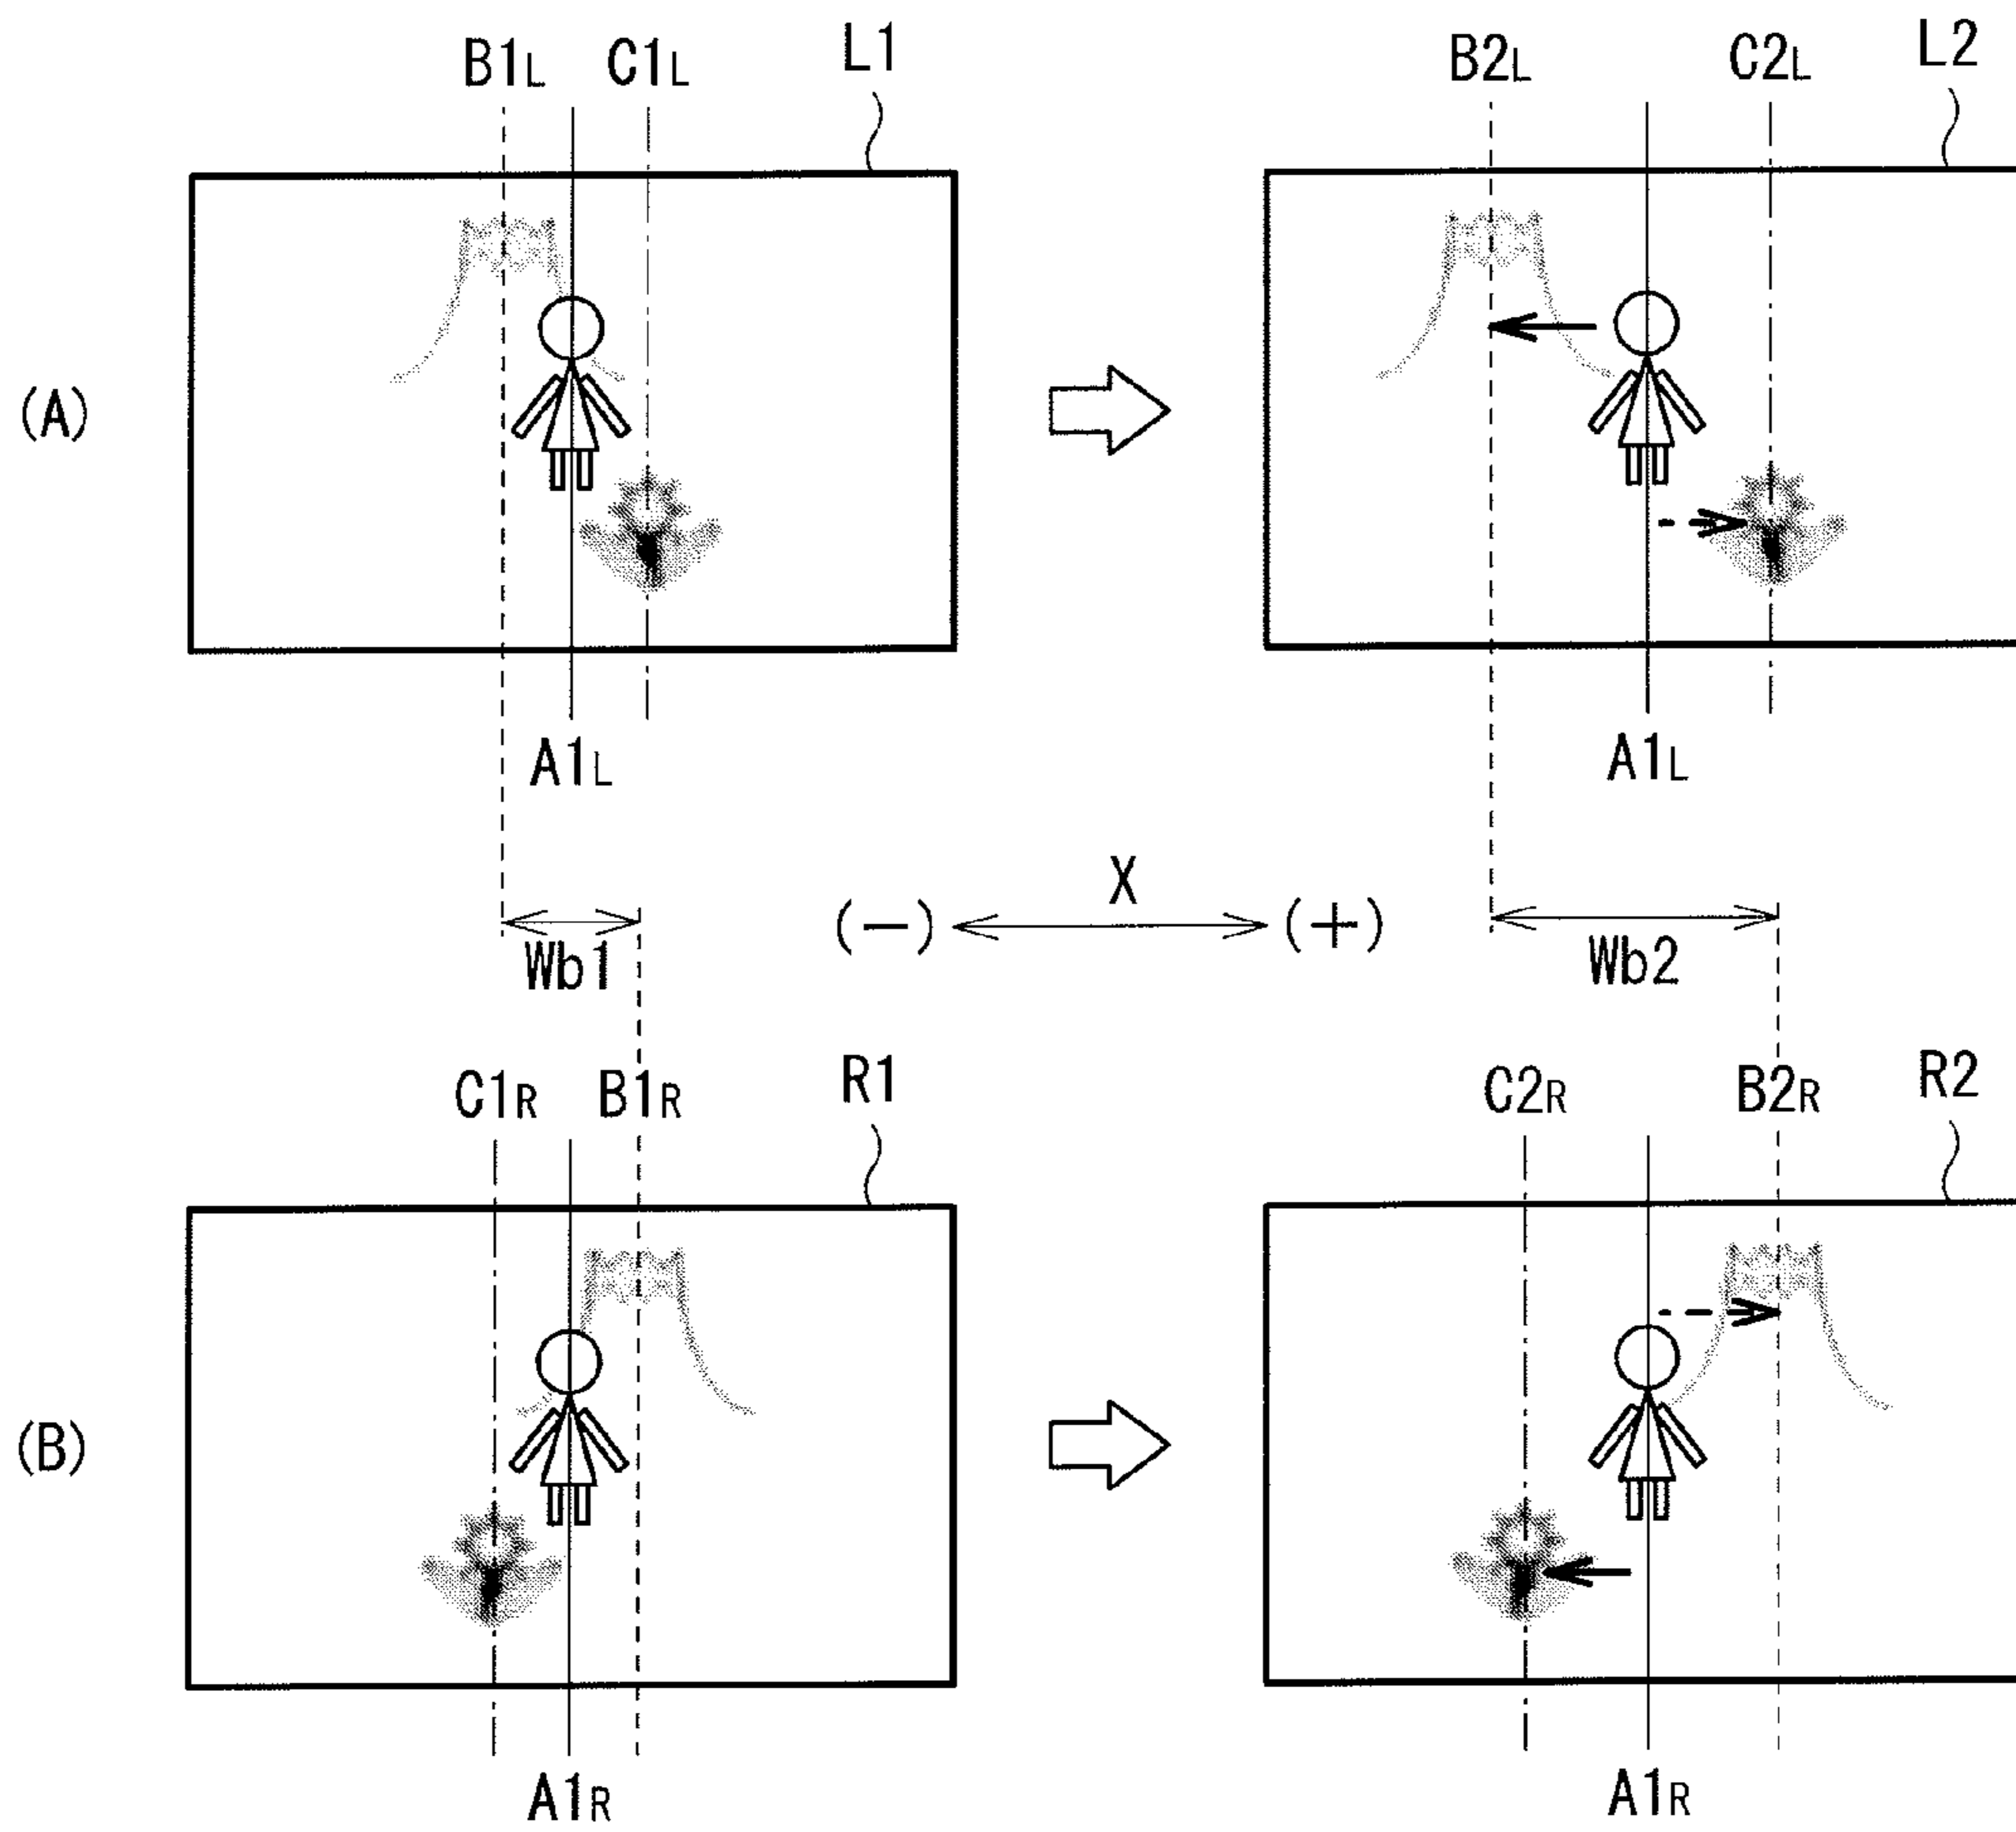 B1L C1L L1 B2L C2L L2
(A)
A1L A1L
(-) X (+)
Wb1 Wb2
C1R B1R R1 C2R B2R R2
(B)
A1R A1R